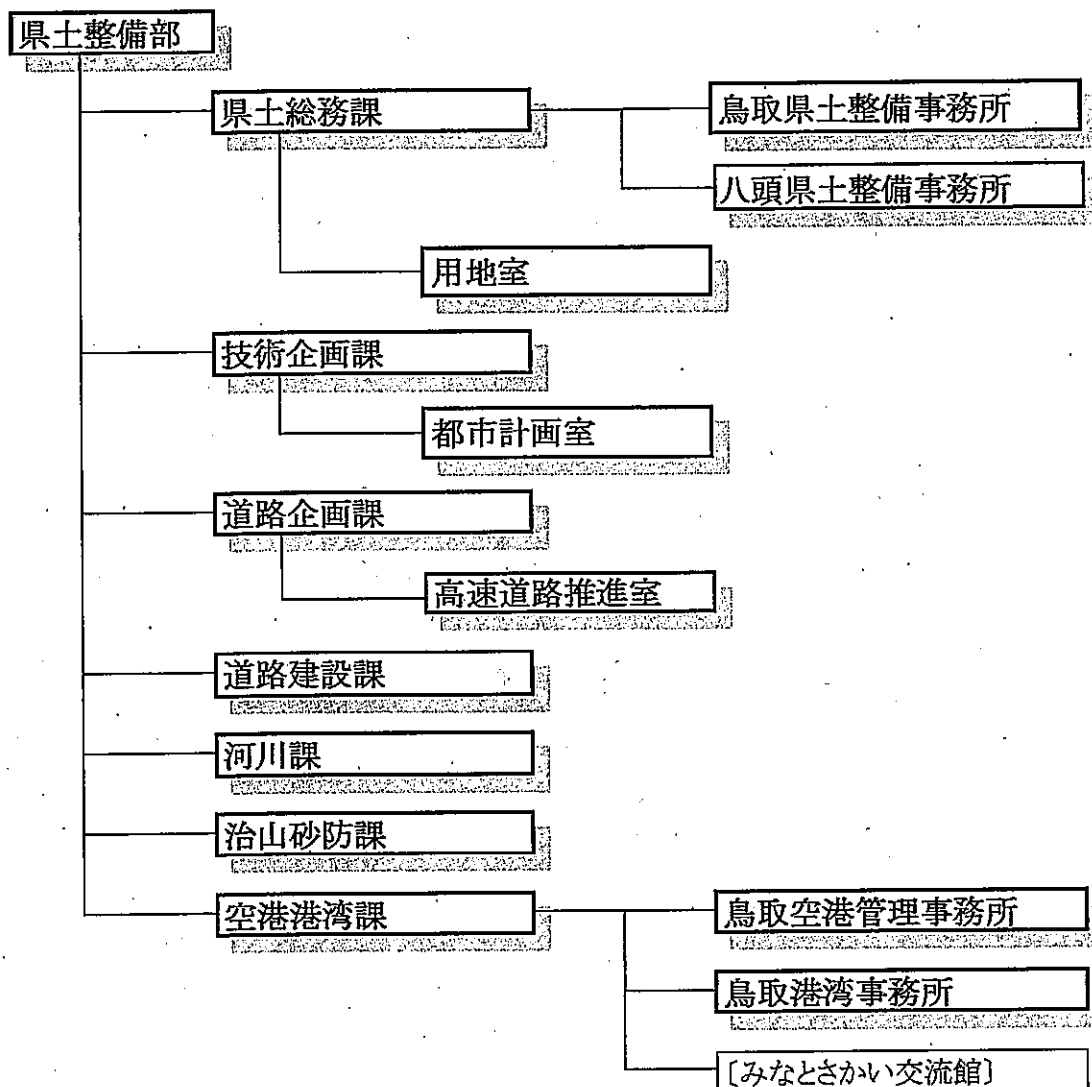 県土整備部
県土総務課
鳥取県土整備事務所
八頭県土整備事務所
用地室
技術企画課
都市計画室
道路企画課
高速道路推進室
道路建設課
河川課
治山砂防課
空港港湾課
鳥取空港管理事務所
鳥取港湾事務所
〔みなとさかい交流館〕